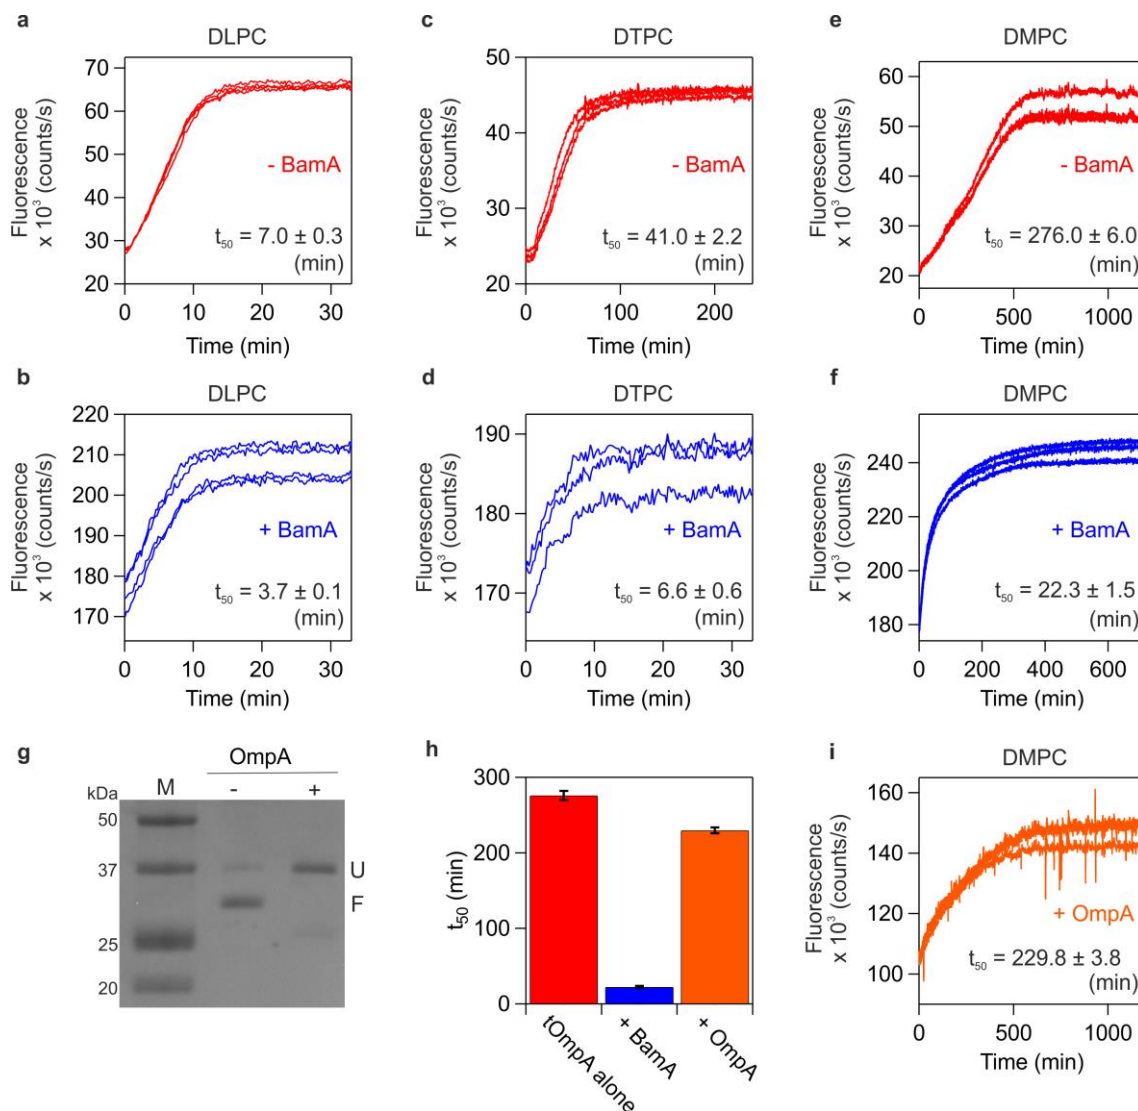 a
DLPC
Fluorescence
x 10³ (counts/s)
70
60
50
40
30
20
- BamA
t₅₀ = 7.0 ± 0.3
(min)
0 10 20 30
Time (min)
c
DTPC
Fluorescence
x 10³ (counts/s)
50
40
30
20
- BamA
t₅₀ = 41.0 ± 2.2
(min)
0 100 200
Time (min)
e
DMPC
Fluorescence
x 10³ (counts/s)
60
50
40
30
20
- BamA
t₅₀ = 276.0 ± 6.0
(min)
0 500 1000
Time (min)
b
DLPC
Fluorescence
x 10³ (counts/s)
220
210
200
190
180
170
+ BamA
t₅₀ = 3.7 ± 0.1
(min)
0 10 20 30
Time (min)
d
DTPC
Fluorescence
x 10³ (counts/s)
190
180
170
+ BamA
t₅₀ = 6.6 ± 0.6
(min)
0 10 20 30
Time (min)
f
DMPC
Fluorescence
x 10³ (counts/s)
240
220
200
180
+ BamA
t₅₀ = 22.3 ± 1.5
(min)
0 200 400 600
Time (min)
g
OmpA
kDa M - +
50
37
25
20
U
F
h
t₅₀ (min)
300
200
100
0
tOmpA alone
+ BamA
+ OmpA
i
DMPC
Fluorescence
x 10³ (counts/s)
160
140
120
100
+ OmpA
t₅₀ = 229.8 ± 3.8
(min)
0 500 1000
Time (min)